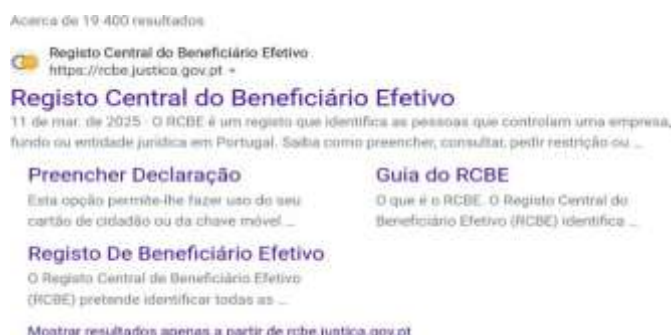 Acerca de 19 400 resultados
Registo Central do Beneficiário Efetivo
https://rcbe.justica.gov.pt
Registo Central do Beneficiário Efetivo
11 de mar. de 2025 · O RCBE é um registo que identifica as pessoas que controlam uma empresa,
fundo ou entidade jurídica em Portugal. Saiba como preencher, consultar, pedir restrição ou ...
Preencher Declaração
Esta opção permite-lhe fazer uso do seu
cartão de cidadão ou da chave móvel ...
Guia do RCBE
O que é o RCBE. O Registo Central do
Beneficiário Efetivo (RCBE) identifica ...
Registo De Beneficiário Efetivo
O Registo Central de Beneficiário Efetivo
(RCBE) pretende identificar todas as ...
Mostrar resultados apenas a partir de rcbe.justica.gov.pt